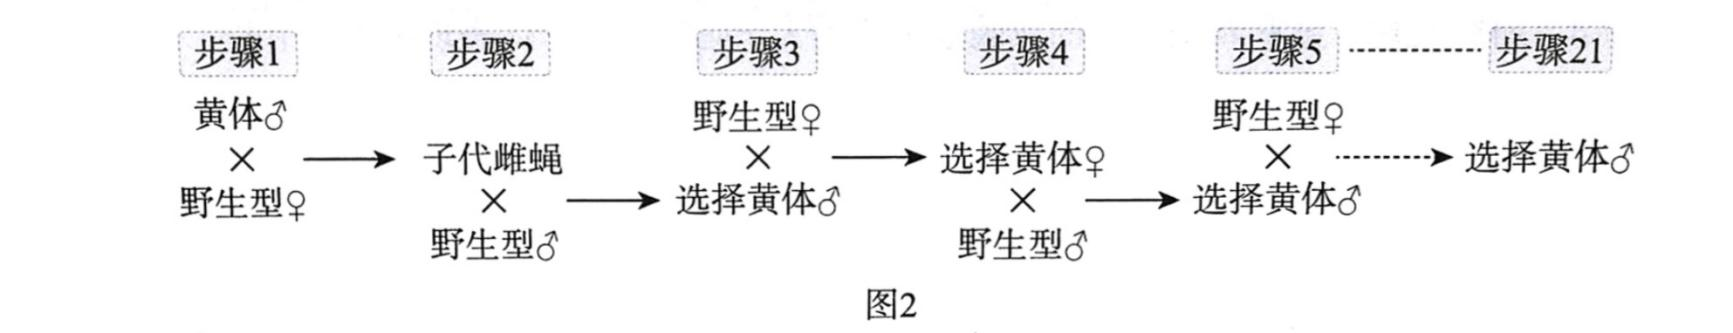 步骤1 步骤2 步骤3 步骤4 步骤5 步骤21
黄体♂ 野生型♀ 野生型♀
× 子代雌蝇 × 选择黄体♀ × 选择黄体♂
野生型♀ × 选择黄体♂ × 选择黄体♂
野生型♂ 野生型♂
图2